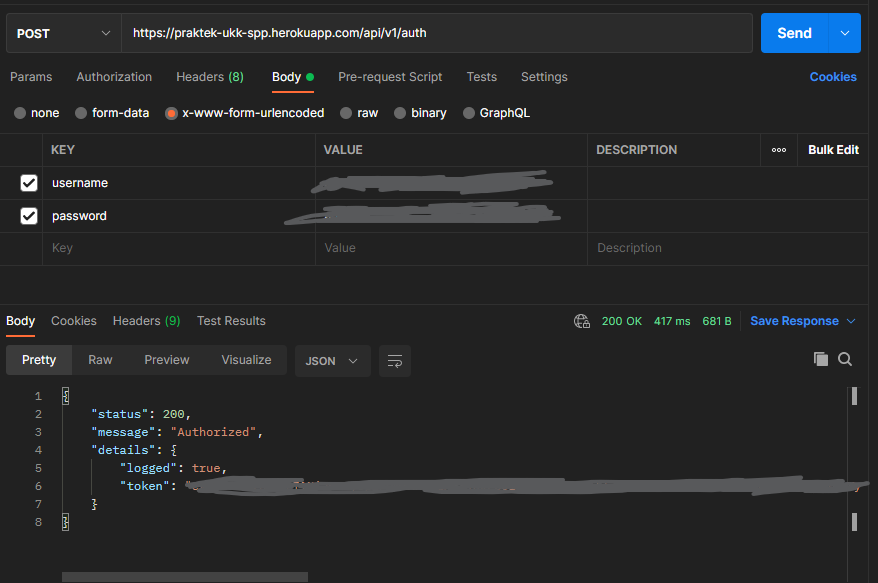 POST https://praktek-ukk-spp.herokuapp.com/api/v1/auth Send
Params Authorization Headers (8) Body Pre-request Script Tests Settings Cookies
none form-data x-www-form-urlencoded raw binary GraphQL
KEY VALUE DESCRIPTION ooo Bulk Edit
username
password
Key Value Description
Body Cookies Headers (9) Test Results 200 OK 417 ms 681 B Save Response
Pretty Raw Preview Visualize JSON
1 {
2 "status": 200,
3 "message": "Authorized",
4 "details": {
5 "logged": true,
6 "token":
7 }
8 }